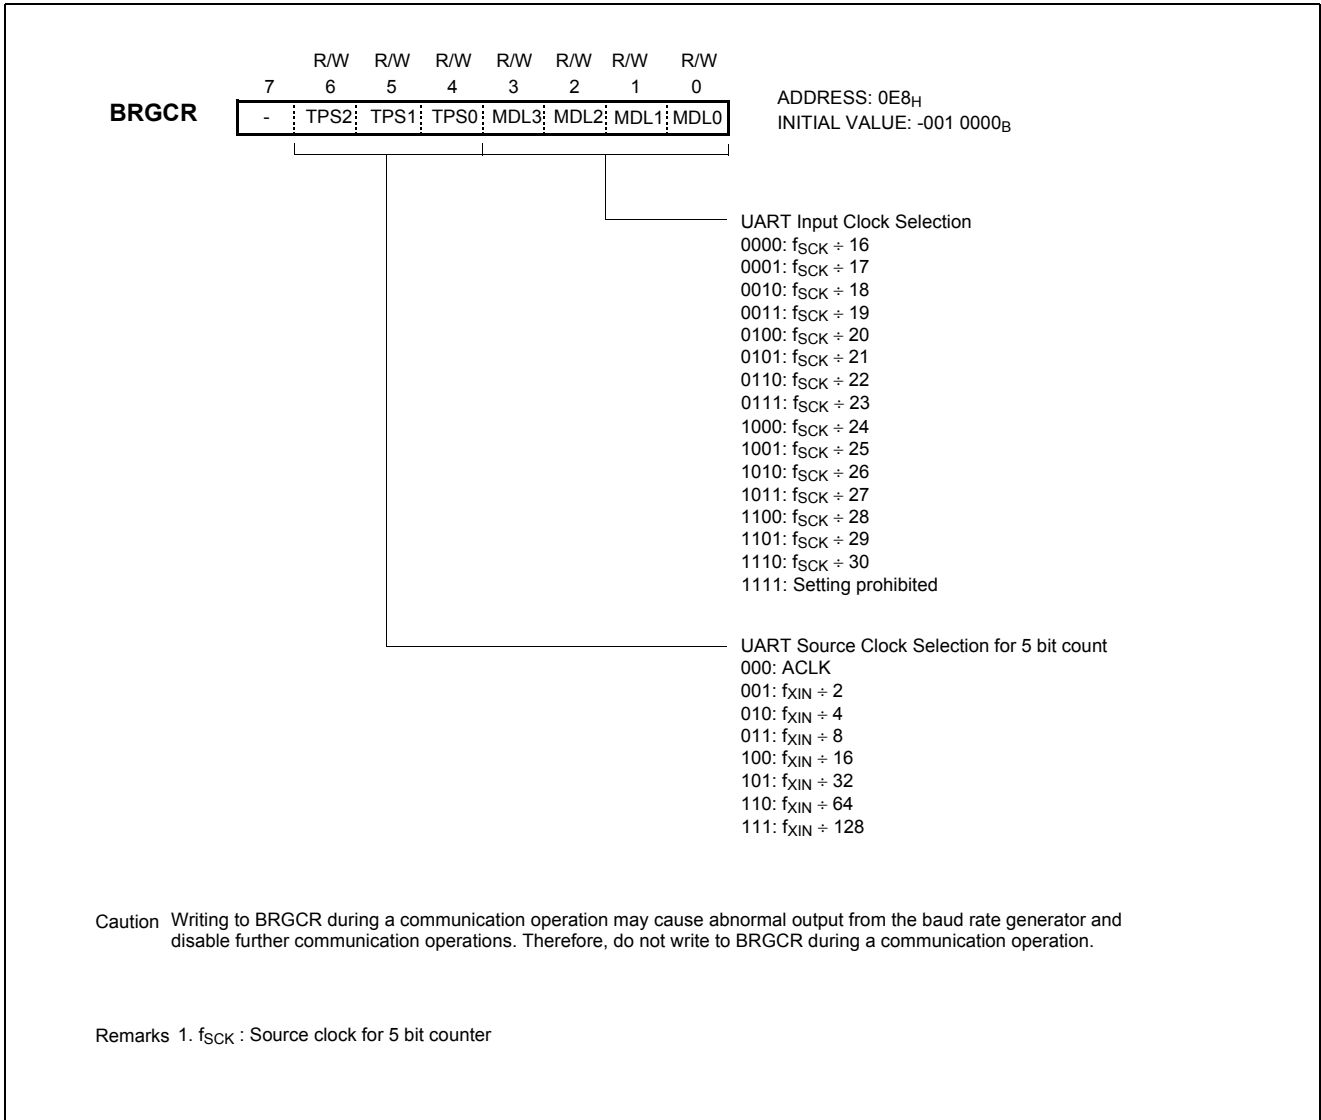 R/W R/W R/W R/W R/W R/W R/W
7 6 5 4 3 2 1 0
BRGCR - TPS2 TPS1 TPS0 MDL3 MDL2 MDL1 MDL0
ADDRESS: 0E8H
INITIAL VALUE: -001 0000B
UART Input Clock Selection
0000: fSCK ÷ 16
0001: fSCK ÷ 17
0010: fSCK ÷ 18
0011: fSCK ÷ 19
0100: fSCK ÷ 20
0101: fSCK ÷ 21
0110: fSCK ÷ 22
0111: fSCK ÷ 23
1000: fSCK ÷ 24
1001: fSCK ÷ 25
1010: fSCK ÷ 26
1011: fSCK ÷ 27
1100: fSCK ÷ 28
1101: fSCK ÷ 29
1110: fSCK ÷ 30
1111: Setting prohibited
UART Source Clock Selection for 5 bit count
000: ACLK
001: fXIN ÷ 2
010: fXIN ÷ 4
011: fXIN ÷ 8
100: fXIN ÷ 16
101: fXIN ÷ 32
110: fXIN ÷ 64
111: fXIN ÷ 128
Caution Writing to BRGCR during a communication operation may cause abnormal output from the baud rate generator and
disable further communication operations. Therefore, do not write to BRGCR during a communication operation.
Remarks 1. fSCK : Source clock for 5 bit counter